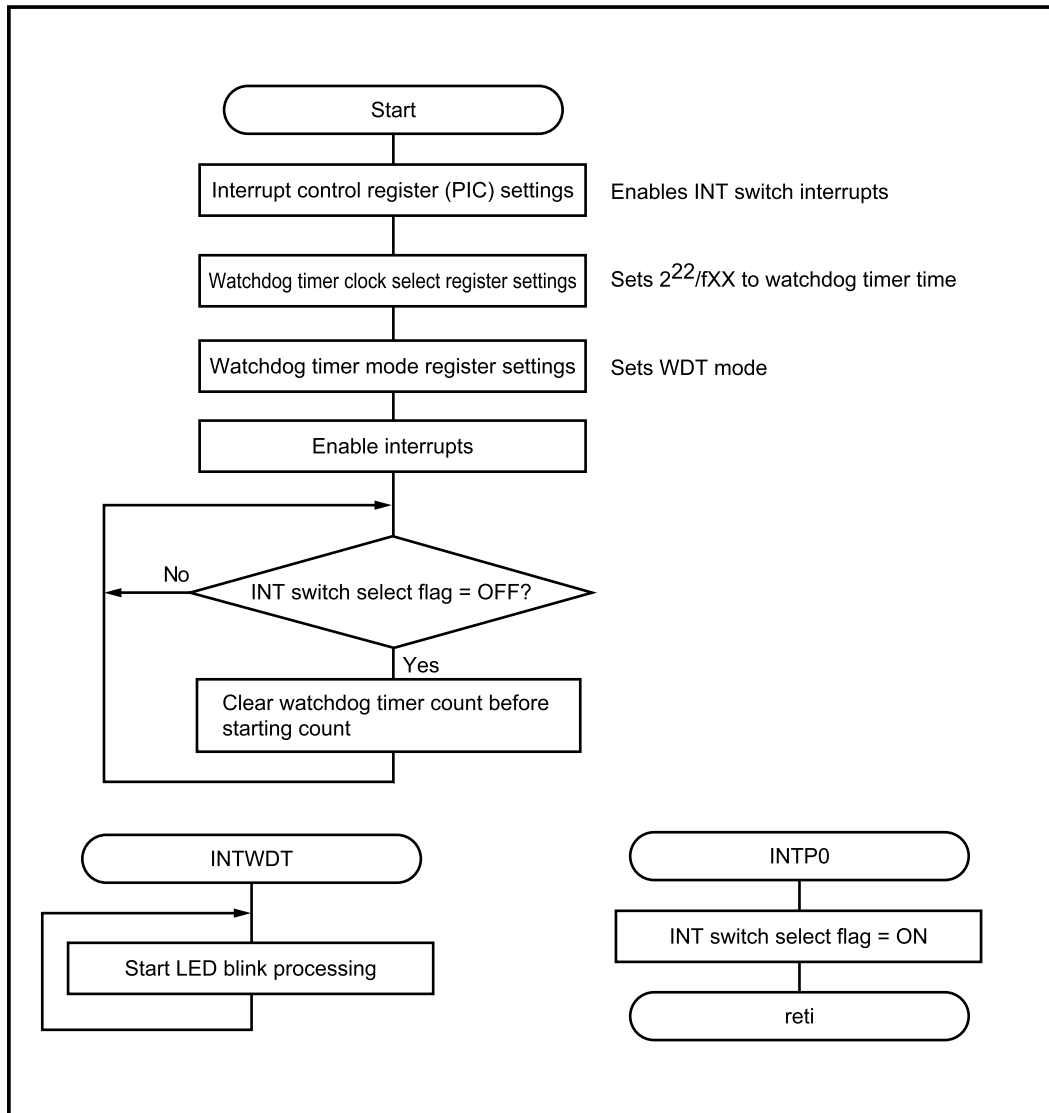 Start
Interrupt control register (PIC) settings
Enables INT switch interrupts
Watchdog timer clock select register settings
Sets 2^22/fXX to watchdog timer time
Watchdog timer mode register settings
Sets WDT mode
Enable interrupts
No
INT switch select flag = OFF?
Yes
Clear watchdog timer count before
starting count
INTWDT
Start LED blink processing
INTP0
INT switch select flag = ON
reti